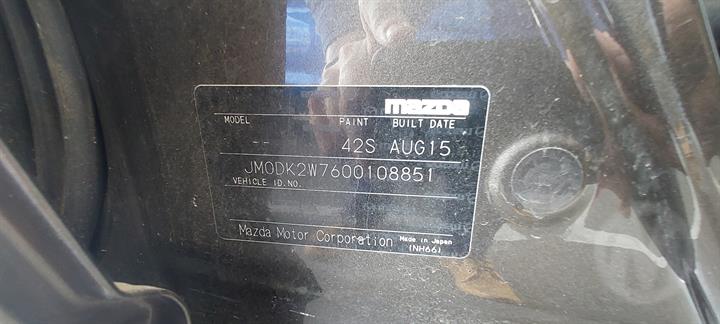 mazda
MODEL PAINT BUILT DATE
-- 42S AUG15
JM0DK2W7600108851
VEHICLE ID.NO.
Mazda Motor Corporation Made in Japan
(NH66)